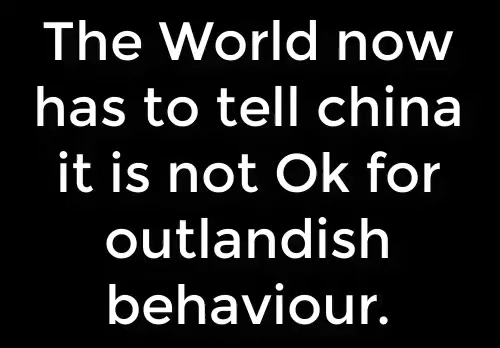 The World now
has to tell china
it is not Ok for
outlandish
behaviour.